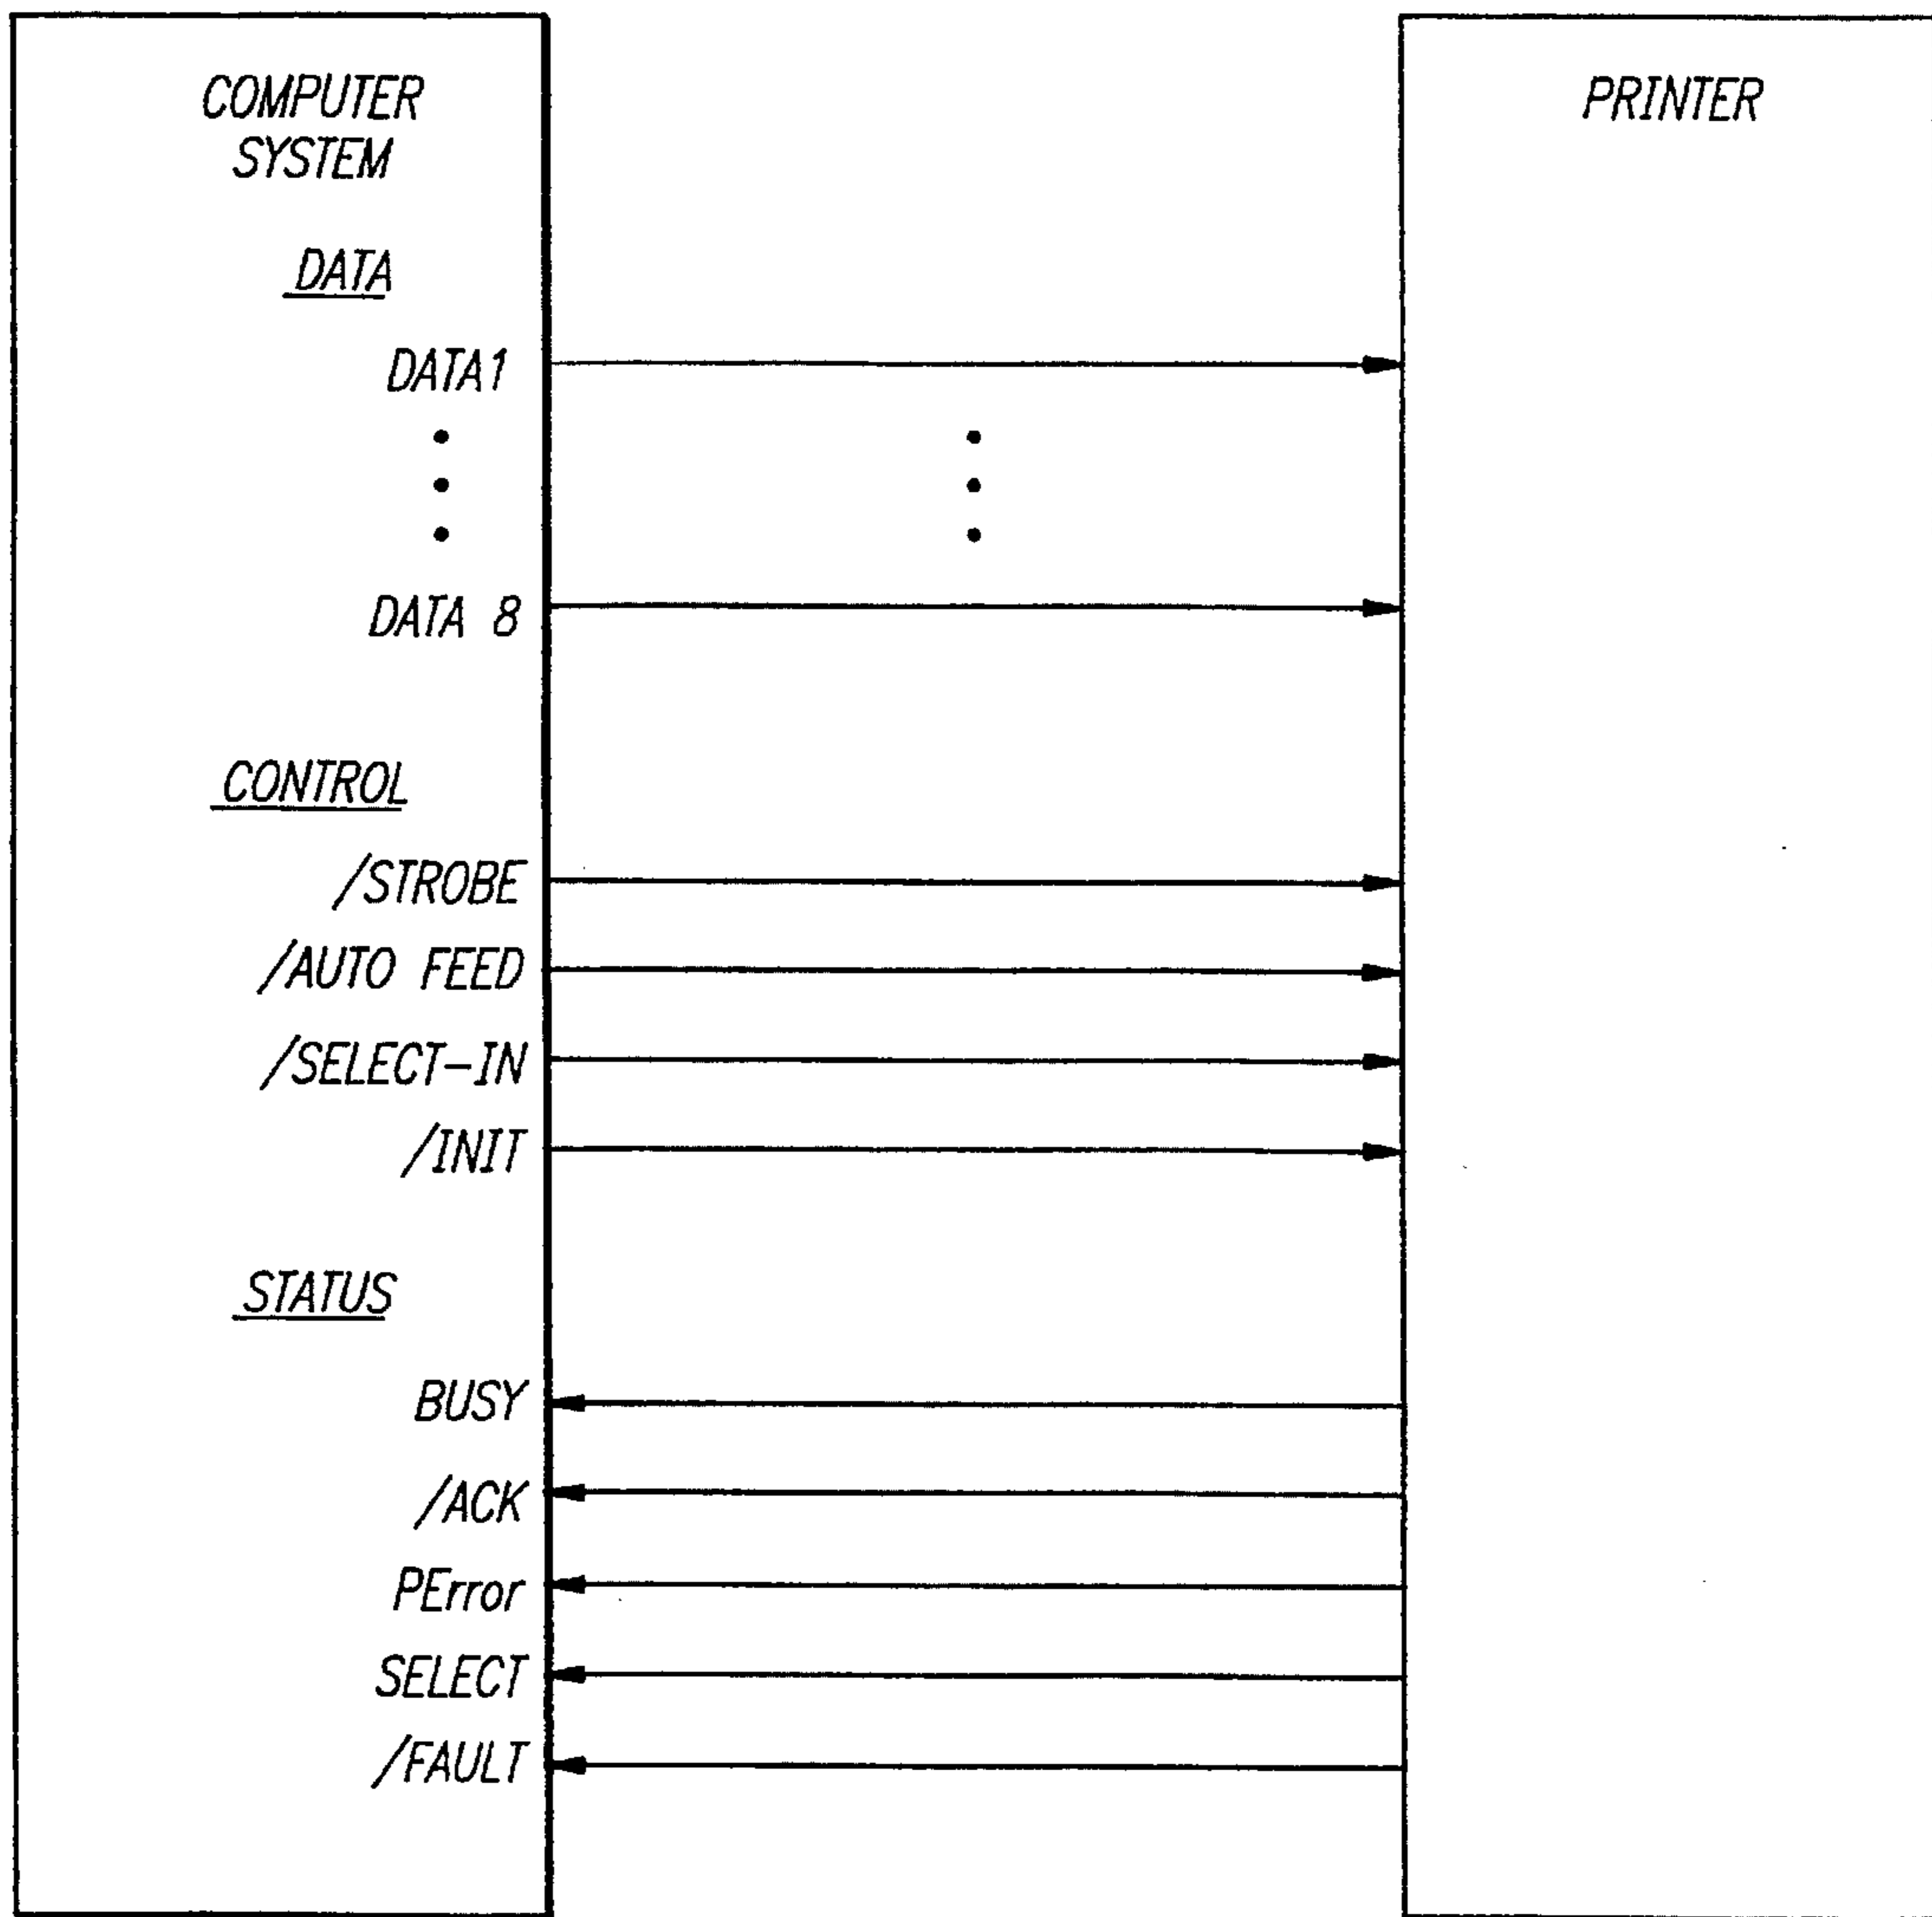 COMPUTER
SYSTEM
PRINTER
DATA
DATA1
DATA 8
CONTROL
/STROBE
/AUTO FEED
/SELECT-IN
/INIT
STATUS
BUSY
/ACK
PError
SELECT
/FAULT